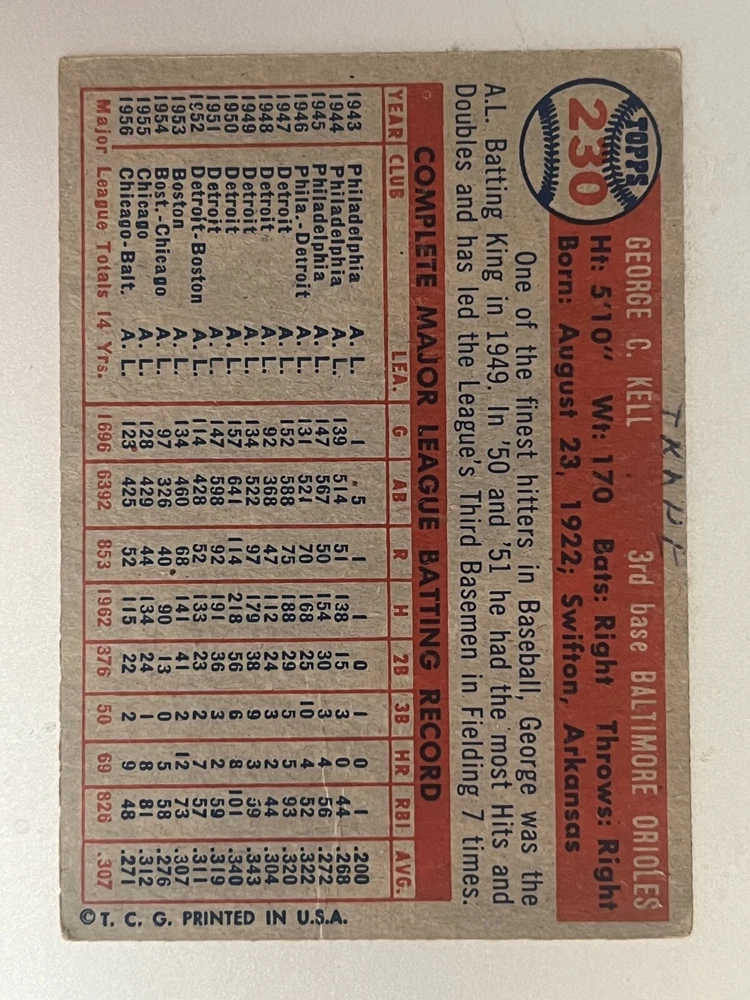 TOPPS
230
GEORGE C. KELL 3rd base BALTIMORE ORIOLES
Ht: 5'10" Wt: 170 Bats: Right Throws: Right
Born: August 23, 1922; Swifton, Arkansas
One of the finest hitters in Baseball, George was the
A.L. Batting King in 1949. In '50 and '51 he had the most Hits and
Doubles and has led the League's Third Basemen in Fielding 7 times.
COMPLETE MAJOR LEAGUE BATTING RECORD
YEAR CLUB LEA. G AB R H 2B 3B HR RBI AVG.
1943 Philadelphia A. L. 1 5 1 1 0 1 0 1 .200
1944 Philadelphia A. L. 139 514 51 138 15 3 0 44 .268
1945 Philadelphia A. L. 147 567 50 154 30 3 4 56 .272
1946 Phila.-Detroit A. L. 131 521 70 168 25 10 4 52 .322
1947 Detroit A. L. 152 588 75 188 29 5 5 93 .320
1948 Detroit A. L. 92 368 47 112 24 3 2 44 .304
1949 Detroit A. L. 134 522 97 179 38 9 3 59 .343
1950 Detroit A. L. 157 641 114 218 56 6 8 101 .340
1951 Detroit A. L. 147 598 92 191 36 3 2 59 .319
1952 Detroit-Boston A. L. 114 428 52 133 23 2 7 57 .311
1953 Boston A. L. 134 460 68 141 41 2 12 73 .307
1954 Bost.-Chicago A. L. 97 326 40 90 13 0 5 58 .276
1955 Chicago A. L. 128 429 44 134 24 1 8 81 .312
1956 Chicago-Balt. A. L. 123 425 52 115 22 2 9 48 .271
Major League Totals 14 Yrs. 1696 6392 853 1962 376 50 69 826 .307
© T. C. G. PRINTED IN U.S.A.